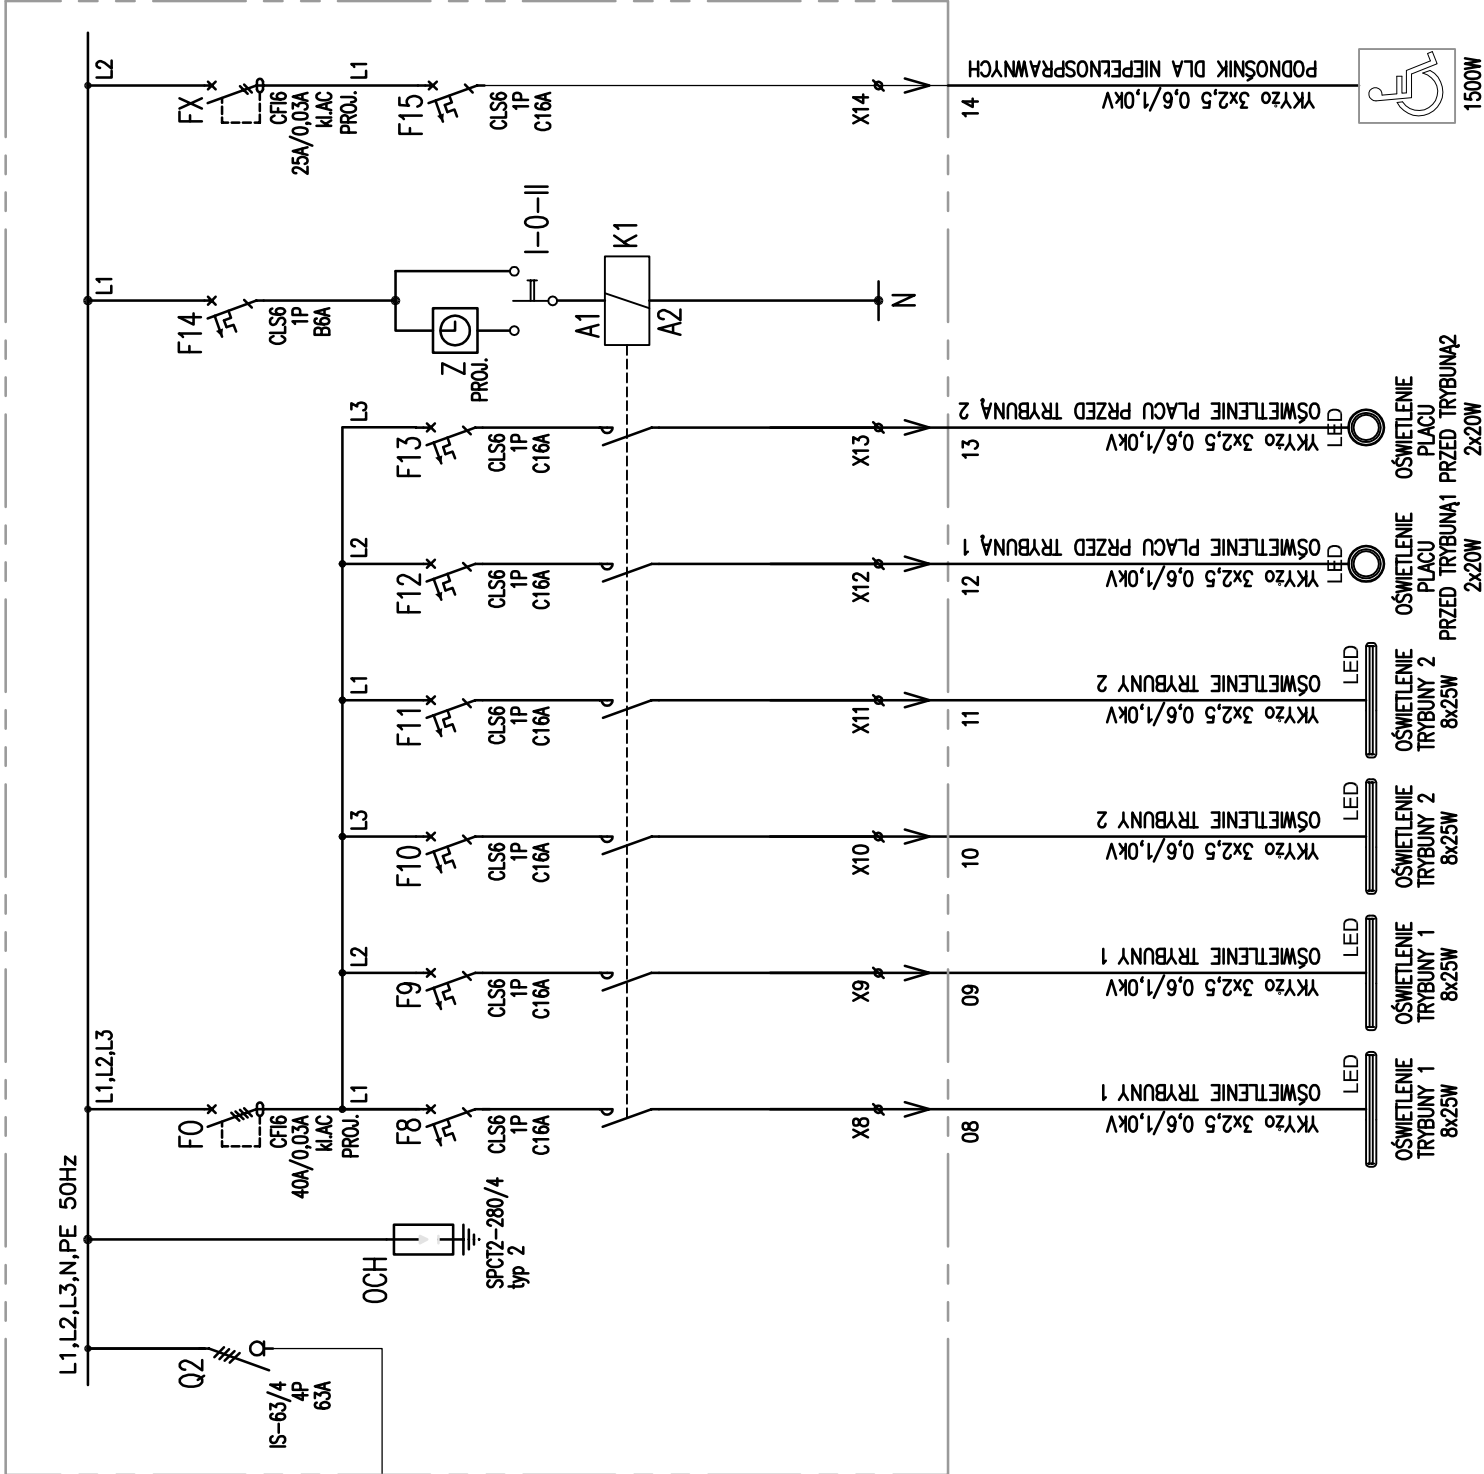 L1,L2,L3,N,PE 50Hz
Q2
IS-63/4
4P
63A
OCH
SPCT2-280/4
typ 2
L1,L2,L3
FO
CFI6
40A/0,03A
kl.AC
PROJ.
L1
F8
CLS6
1P
C16A
X8
08
OŚWIETLENIE TRYBUNY 1
YKYżo 3x2,5 0,6/1,0kV
LED
OŚWIETLENIE
TRYBUNY 1
8x25W
L2
F9
CLS6
1P
C16A
X9
09
OŚWIETLENIE TRYBUNY 1
YKYżo 3x2,5 0,6/1,0kV
LED
OŚWIETLENIE
TRYBUNY 1
8x25W
L3
F10
CLS6
1P
C16A
X10
10
OŚWIETLENIE TRYBUNY 2
YKYżo 3x2,5 0,6/1,0kV
LED
OŚWIETLENIE
TRYBUNY 2
8x25W
L1
F11
CLS6
1P
C16A
X11
11
OŚWIETLENIE TRYBUNY 2
YKYżo 3x2,5 0,6/1,0kV
LED
OŚWIETLENIE
TRYBUNY 2
8x25W
L2
F12
CLS6
1P
C16A
X12
12
OŚWIETLENIE PLACU PRZED TRYBUNĄ 1
YKYżo 3x2,5 0,6/1,0kV
LED
OŚWIETLENIE
PLACU
PRZED TRYBUNĄ1
2x20W
L3
F13
CLS6
1P
C16A
X13
13
OŚWIETLENIE PLACU PRZED TRYBUNĄ 2
YKYżo 3x2,5 0,6/1,0kV
LED
OŚWIETLENIE
PLACU
PRZED TRYBUNĄ2
2x20W
L1
F14
CLS6
1P
B6A
Z
PROJ.
I-O-II
A1
K1
A2
N
L2
FX
CFI6
25A/0,03A
kl.AC
PROJ.
L1
F15
CLS6
1P
C16A
X14
14
PODNOŚNIK DLA NIEPEŁNOSPRAWNYCH
YKYżo 3x2,5 0,6/1,0kV
1500W